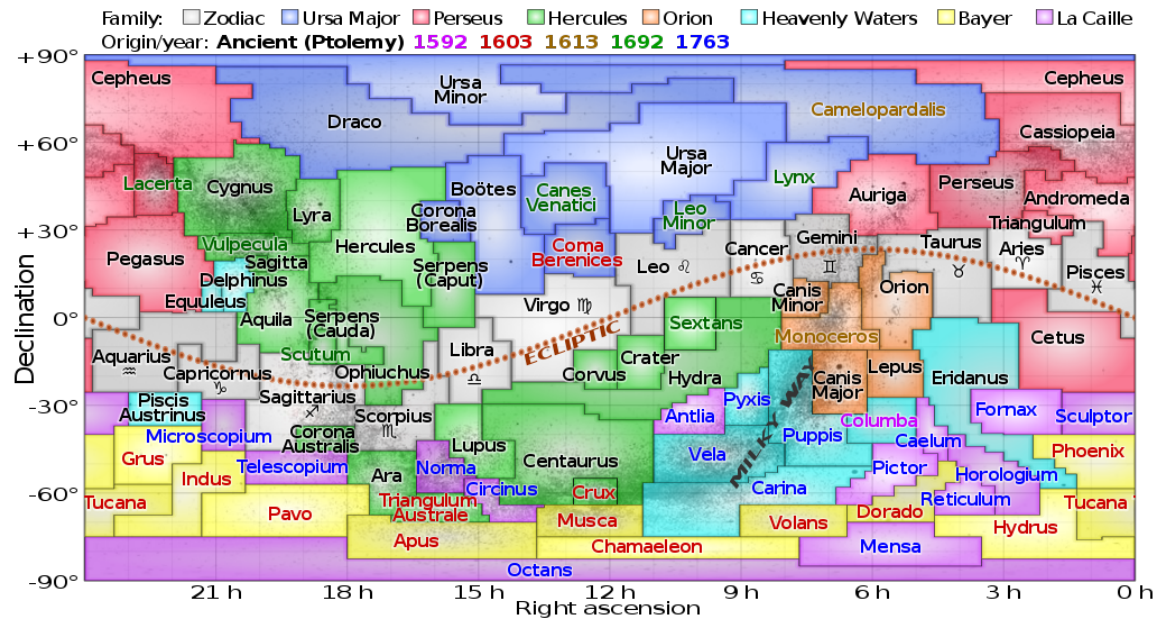 Family: Zodiac Ursa Major Perseus Hercules Orion Heavenly Waters Bayer La Caille
Origin/year: Ancient (Ptolemy) 1592 1603 1613 1692 1763
+90°
Cepheus
Ursa Minor
Cepheus
Draco
Camelopardalis
Cassiopeia
+60°
Ursa Major
Lacerta
Cygnus
Boötes
Canes Venatici
Lynx
Auriga
Perseus
Andromeda
Lyra
Corona Borealis
Leo Minor
Triangulum
+30°
Vulpecula
Hercules
Coma Berenices
Cancer ♋
Gemini ♊
Taurus ♉
Aries ♈
Pegasus
Sagitta
Delphinus
Serpens (Caput)
Leo ♌
Pisces ♓
Equuleus
Virgo ♍
Canis Minor
Orion
0°
Aquila
Serpens (Cauda)
Sextans
Monoceros
Cetus
ECLIPTIC
Scutum
Aquarius ♒
Libra ♎
Crater
Capricornus ♑
Ophiuchus
Corvus
Hydra
Canis Major
Lepus
Eridanus
MILKY WAY
-30°
Piscis Austrinus
Sagittarius ♐
Scorpius ♏
Antlia
Pyxis
Columba
Fornax
Sculptor
Microscopium
Corona Australis
Lupus
Puppis
Caelum
Grus
Telescopium
Norma
Centaurus
Vela
Pictor
Horologium
Phoenix
Indus
Ara
Circinus
Crux
Carina
Reticulum
-60°
Tucana
Pavo
Triangulum Australe
Musca
Volans
Dorado
Hydrus
Tucana
Apus
Chamaeleon
Mensa
Octans
-90°
21 h 18 h 15 h 12 h 9 h 6 h 3 h 0 h
Right ascension
Declination